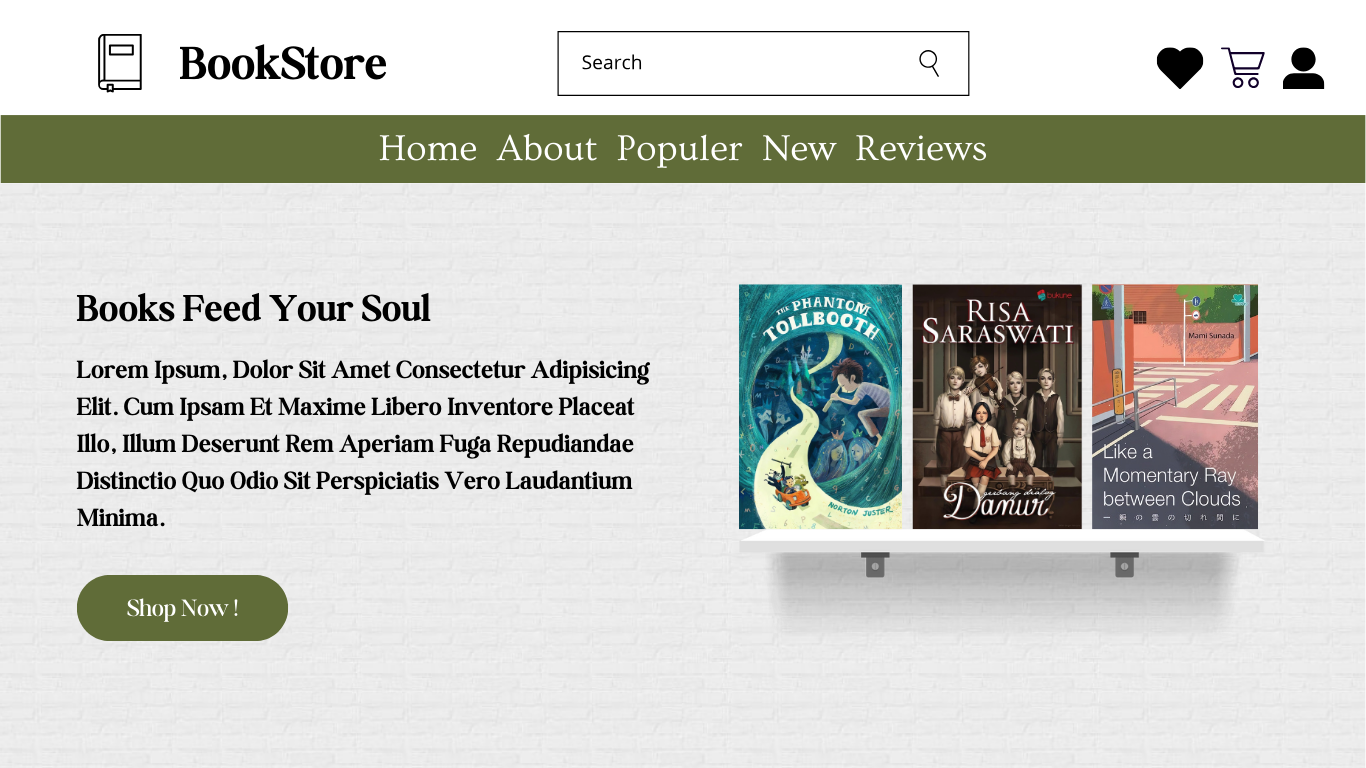 BookStore
Search
Home About Populer New Reviews
Books Feed Your Soul
Lorem Ipsum, Dolor Sit Amet Consectetur Adipisicing
Elit. Cum Ipsam Et Maxime Libero Inventore Placeat
Illo, Illum Deserunt Rem Aperiam Fuga Repudiandae
Distinctio Quo Odio Sit Perspiciatis Vero Laudantium
Minima.
Shop Now !
THE PHANTOM
TOLLBOOTH
NORTON JUSTER
bukune
RISA
SARASWATI
gerbang dialog
Danur
Mami Sunada
Like a
Momentary Ray
between Clouds
一瞬の雲の切れ間に